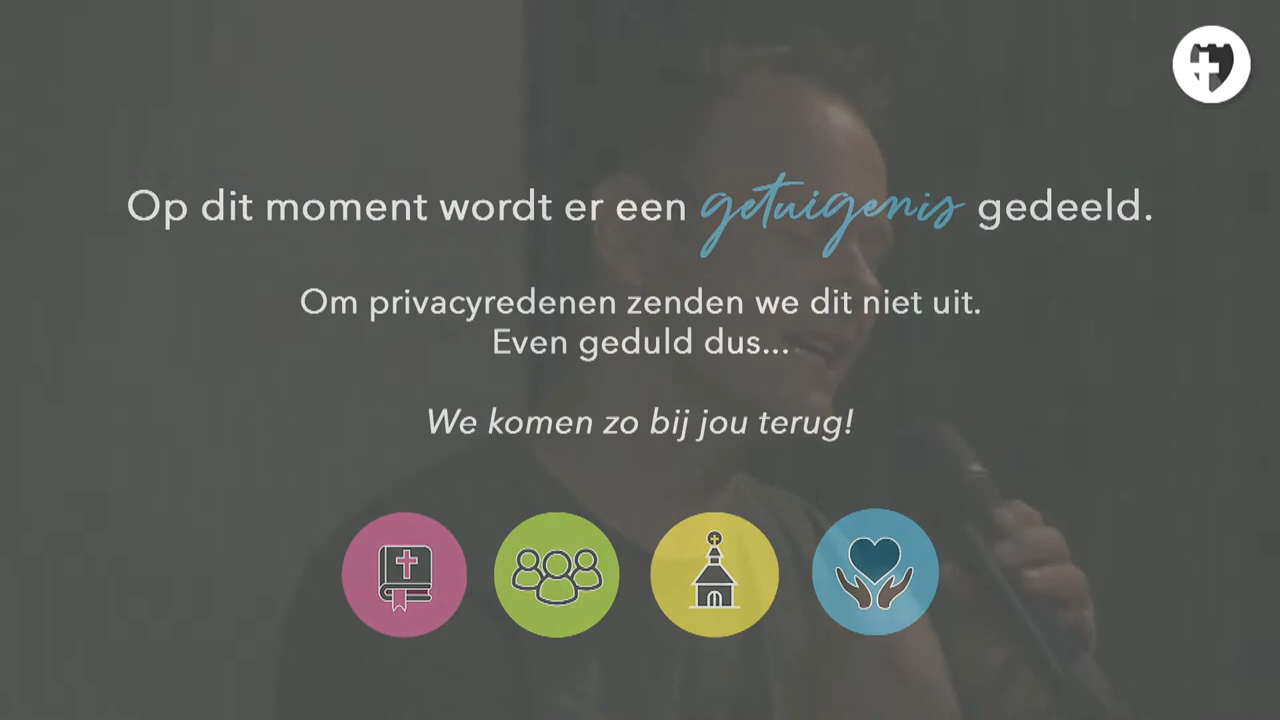 Op dit moment wordt er een getuigenis gedeeld.
Om privacyredenen zenden we dit niet uit.
Even geduld dus...
We komen zo bij jou terug!